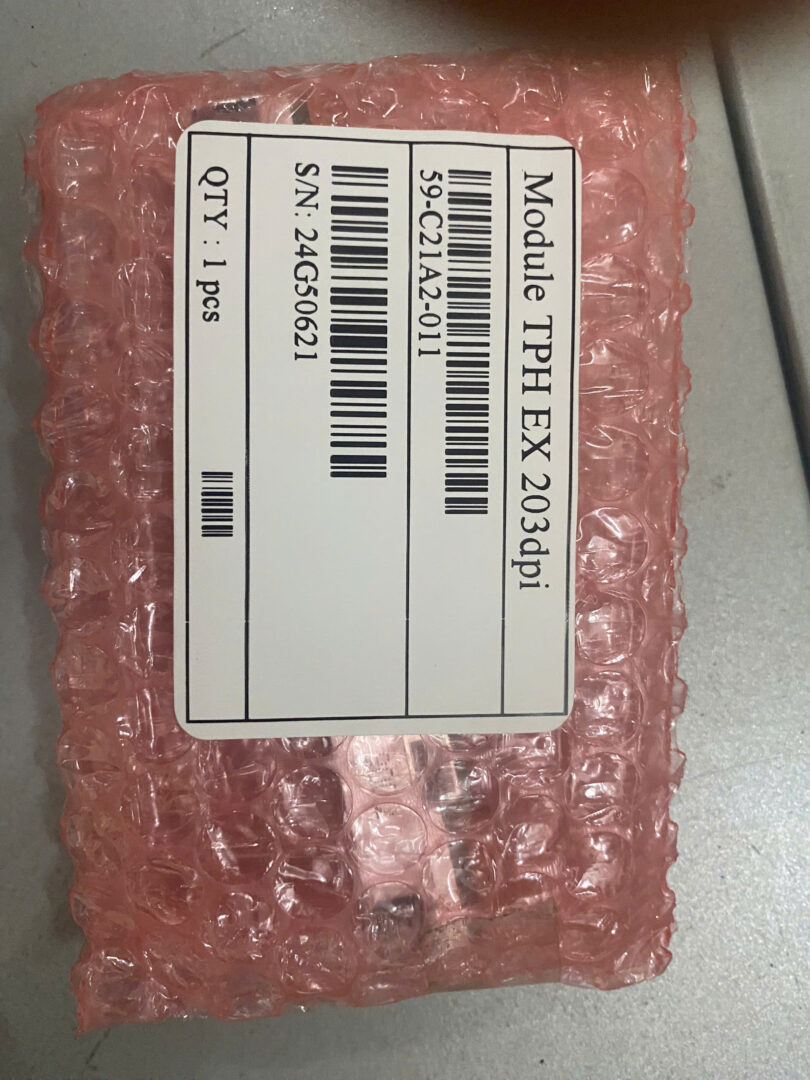 Module TPH EX 203dpi
59-C21A2-011
S/N: 24G50621
QTY : 1 pcs